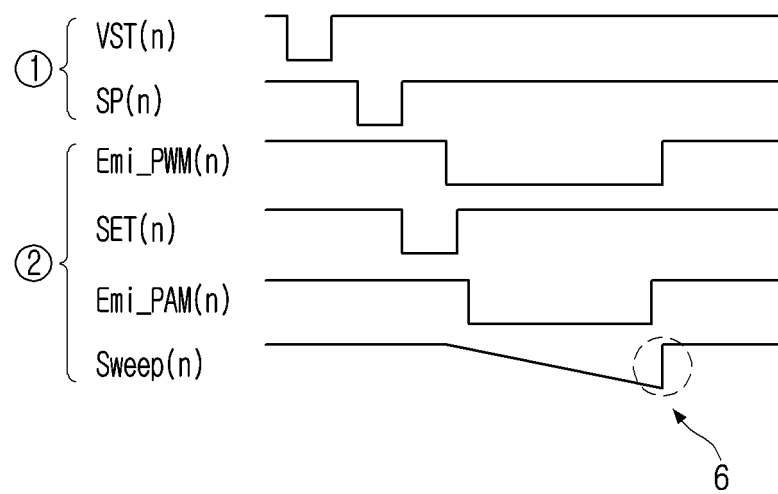 ① VST(n)
SP(n)
② Emi_PWM(n)
SET(n)
Emi_PAM(n)
Sweep(n)
6